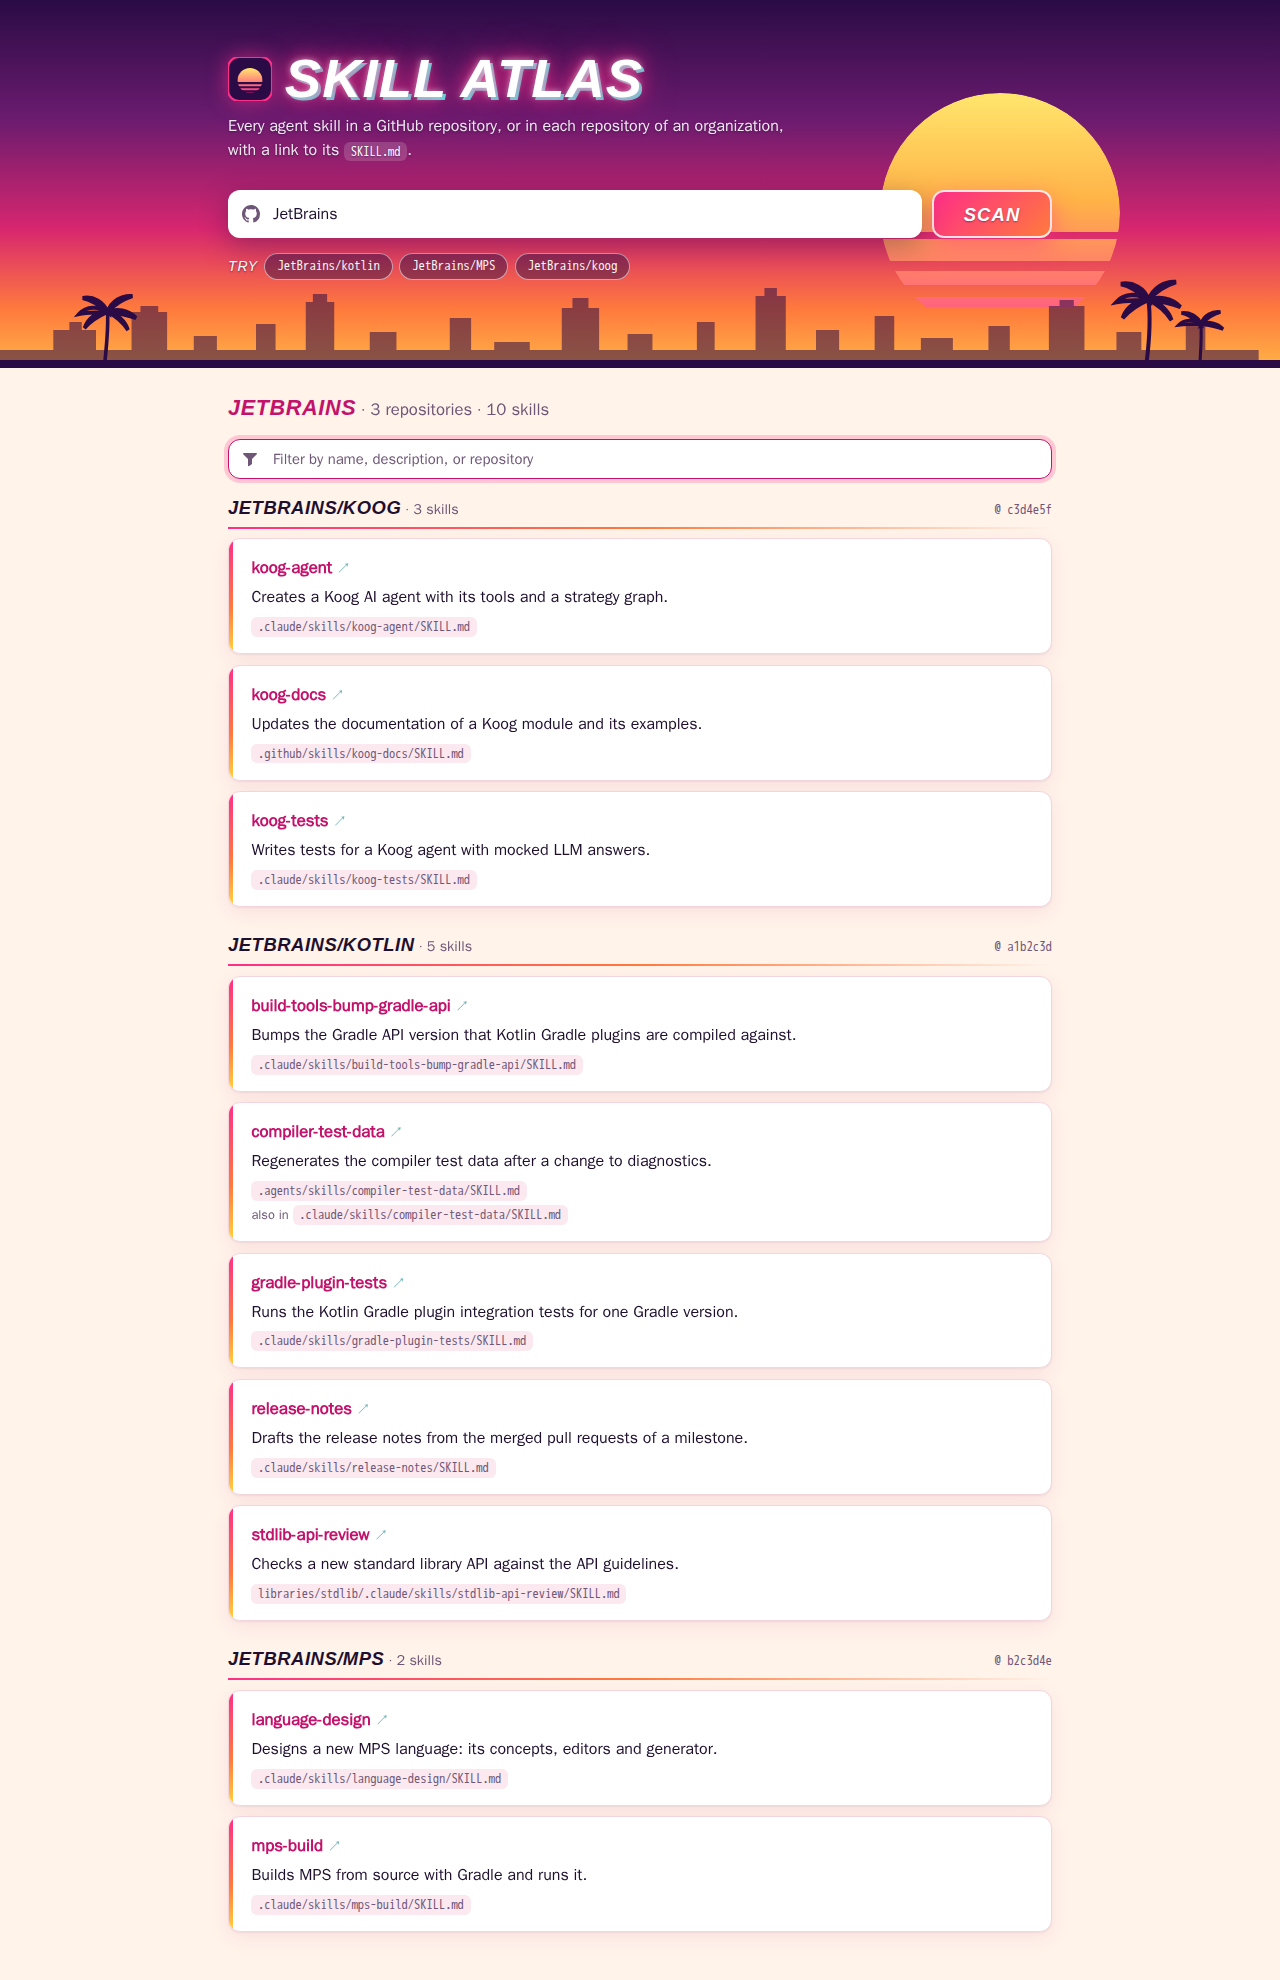 SKILL ATLAS
Every agent skill in a GitHub repository, or in each repository of an organization,
with a link to its SKILL.md.
JetBrains
SCAN
TRY JetBrains/kotlin JetBrains/MPS JetBrains/koog
JETBRAINS · 3 repositories · 10 skills
Filter by name, description, or repository
JETBRAINS/KOOG · 3 skills @ c3d4e5f
koog-agent ↗
Creates a Koog AI agent with its tools and a strategy graph.
.claude/skills/koog-agent/SKILL.md
koog-docs ↗
Updates the documentation of a Koog module and its examples.
.github/skills/koog-docs/SKILL.md
koog-tests ↗
Writes tests for a Koog agent with mocked LLM answers.
.claude/skills/koog-tests/SKILL.md
JETBRAINS/KOTLIN · 5 skills @ a1b2c3d
build-tools-bump-gradle-api ↗
Bumps the Gradle API version that Kotlin Gradle plugins are compiled against.
.claude/skills/build-tools-bump-gradle-api/SKILL.md
compiler-test-data ↗
Regenerates the compiler test data after a change to diagnostics.
.agents/skills/compiler-test-data/SKILL.md
also in .claude/skills/compiler-test-data/SKILL.md
gradle-plugin-tests ↗
Runs the Kotlin Gradle plugin integration tests for one Gradle version.
.claude/skills/gradle-plugin-tests/SKILL.md
release-notes ↗
Drafts the release notes from the merged pull requests of a milestone.
.claude/skills/release-notes/SKILL.md
stdlib-api-review ↗
Checks a new standard library API against the API guidelines.
libraries/stdlib/.claude/skills/stdlib-api-review/SKILL.md
JETBRAINS/MPS · 2 skills @ b2c3d4e
language-design ↗
Designs a new MPS language: its concepts, editors and generator.
.claude/skills/language-design/SKILL.md
mps-build ↗
Builds MPS from source with Gradle and runs it.
.claude/skills/mps-build/SKILL.md